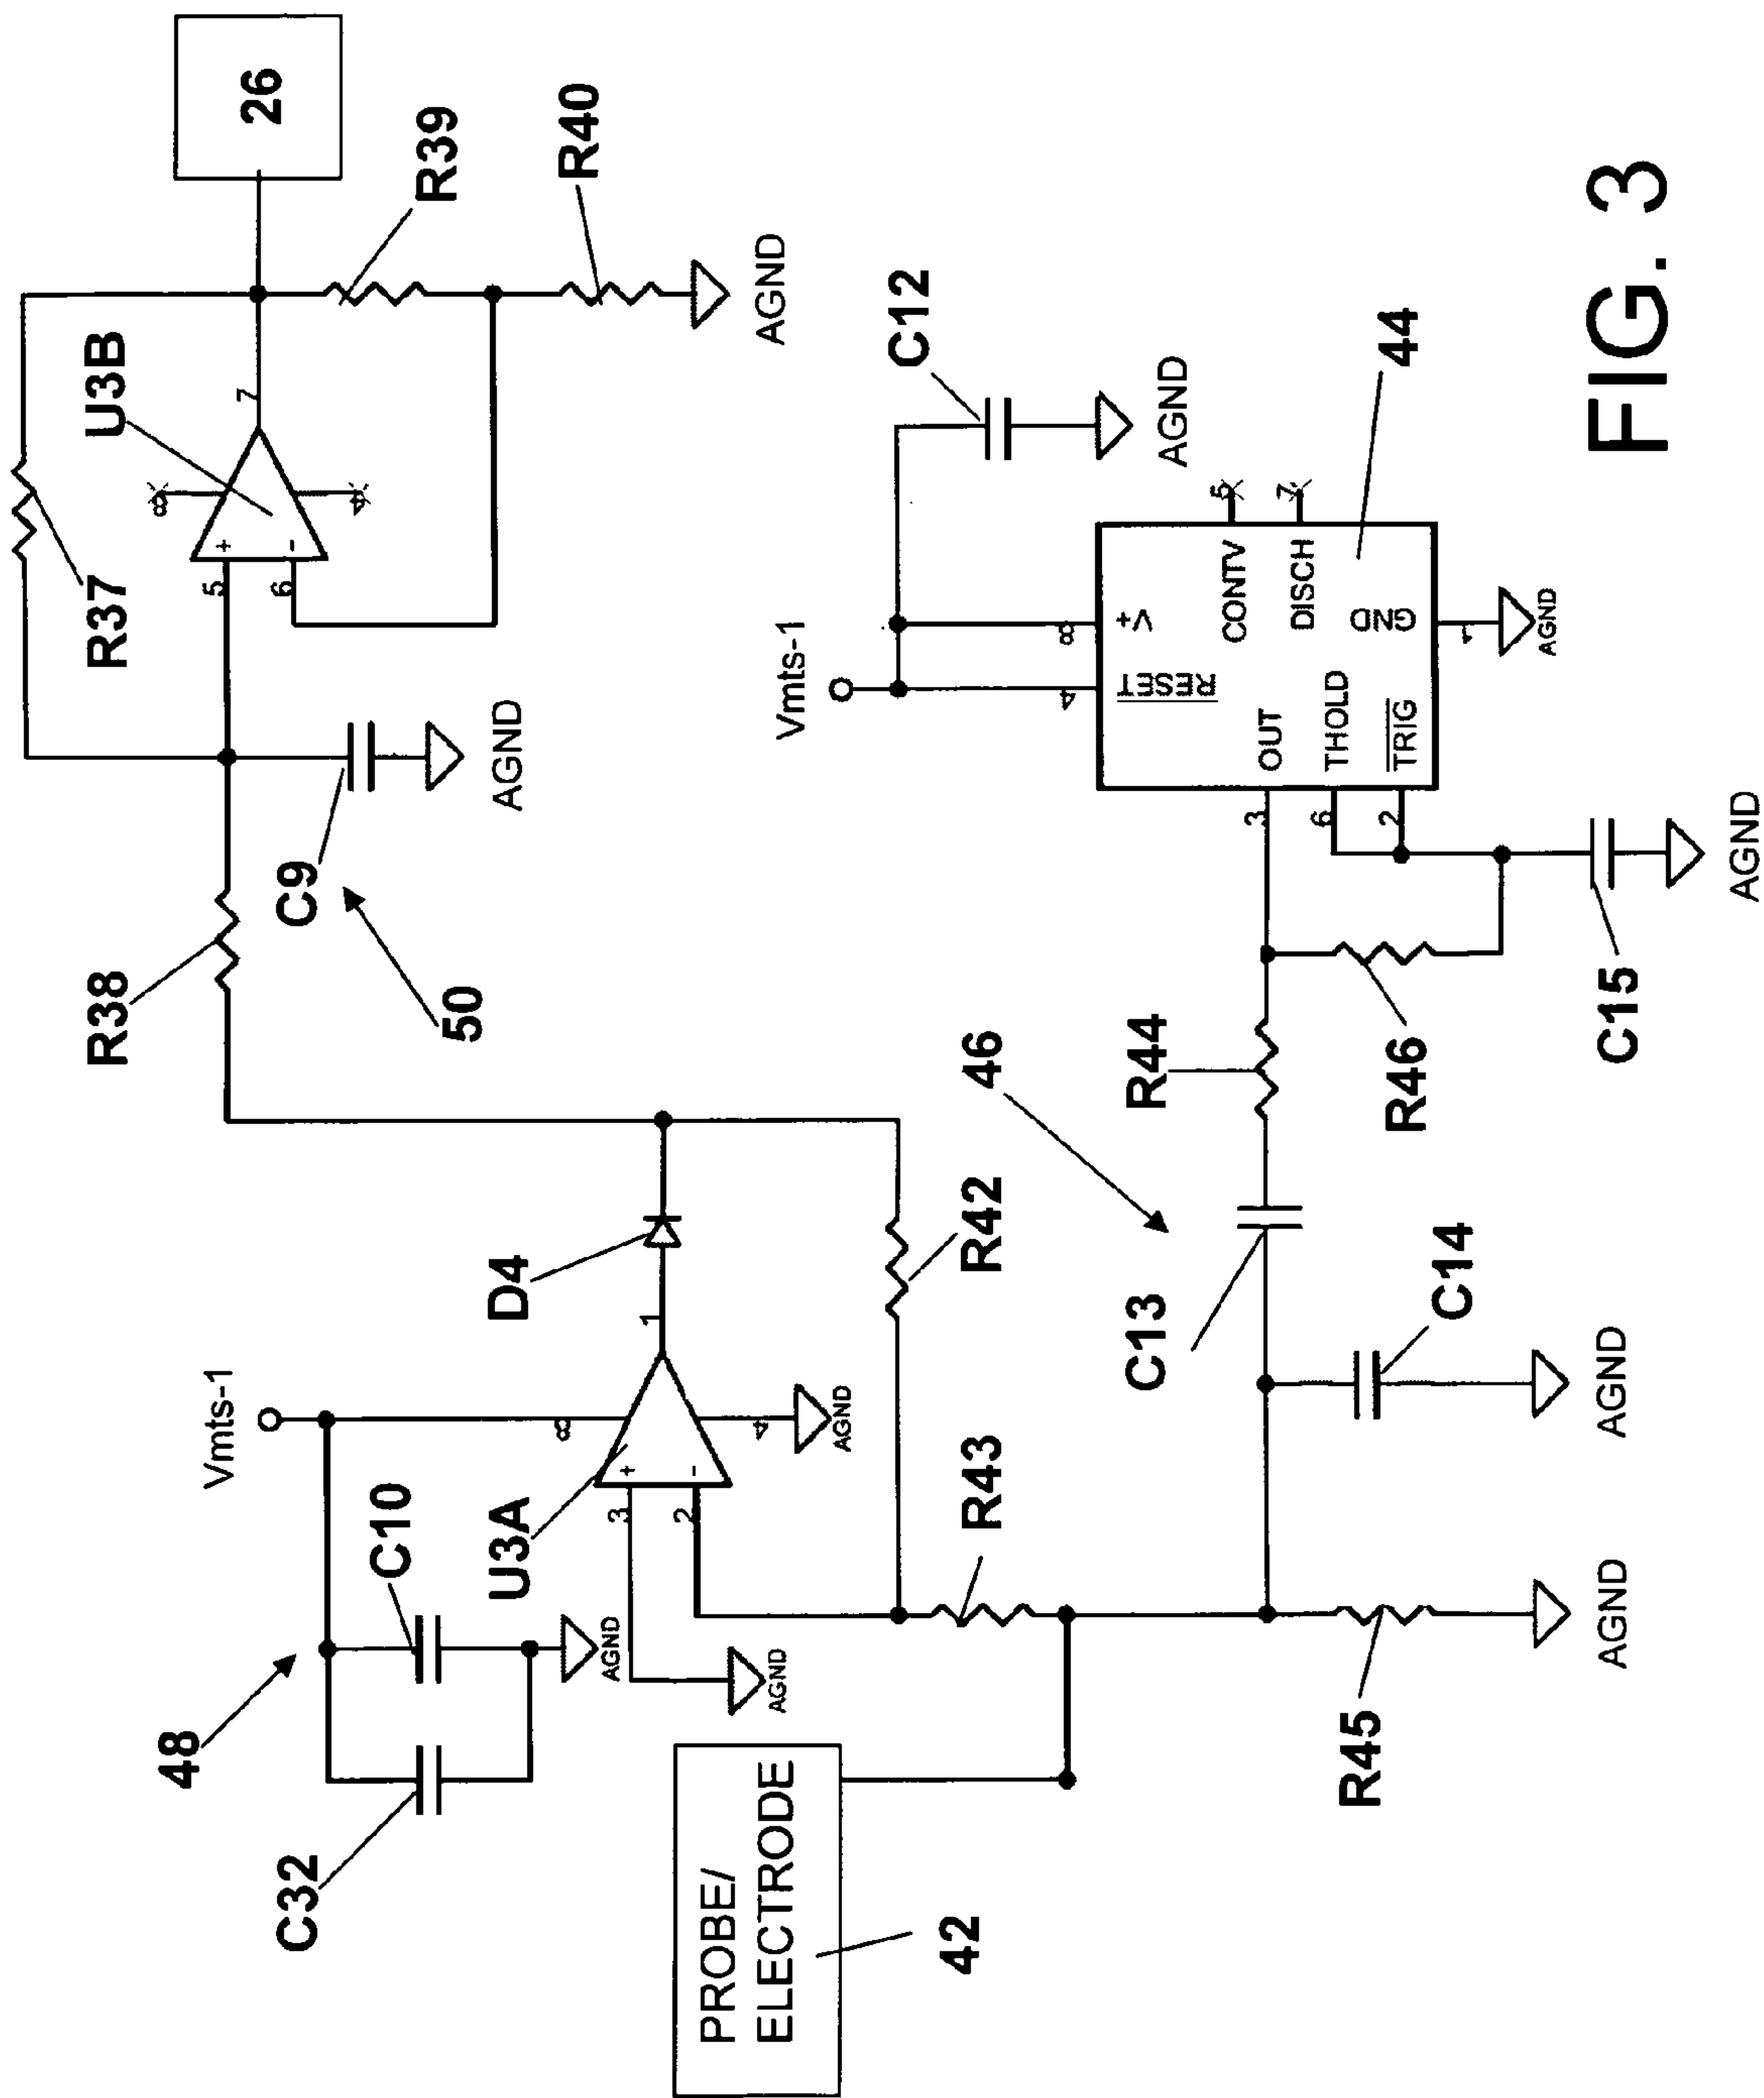 48
C32
C10
Vmts-1
8
U3A
3
2
+
-
1
4
AGND
AGND
AGND
D4
R38
50
C9
AGND
R37
5
6
+
-
8
4
7
U3B
26
R39
R40
AGND
PROBE/
ELECTRODE
42
R43
R42
R45
AGND
C13
C14
AGND
46
R44
R46
C15
AGND
Vmts-1
C12
AGND
4
8
RESET
V+
3
OUT
6
THOLD
2
TRIG
CONTV
5
DISCH
7
GND
1
AGND
44
FIG. 3